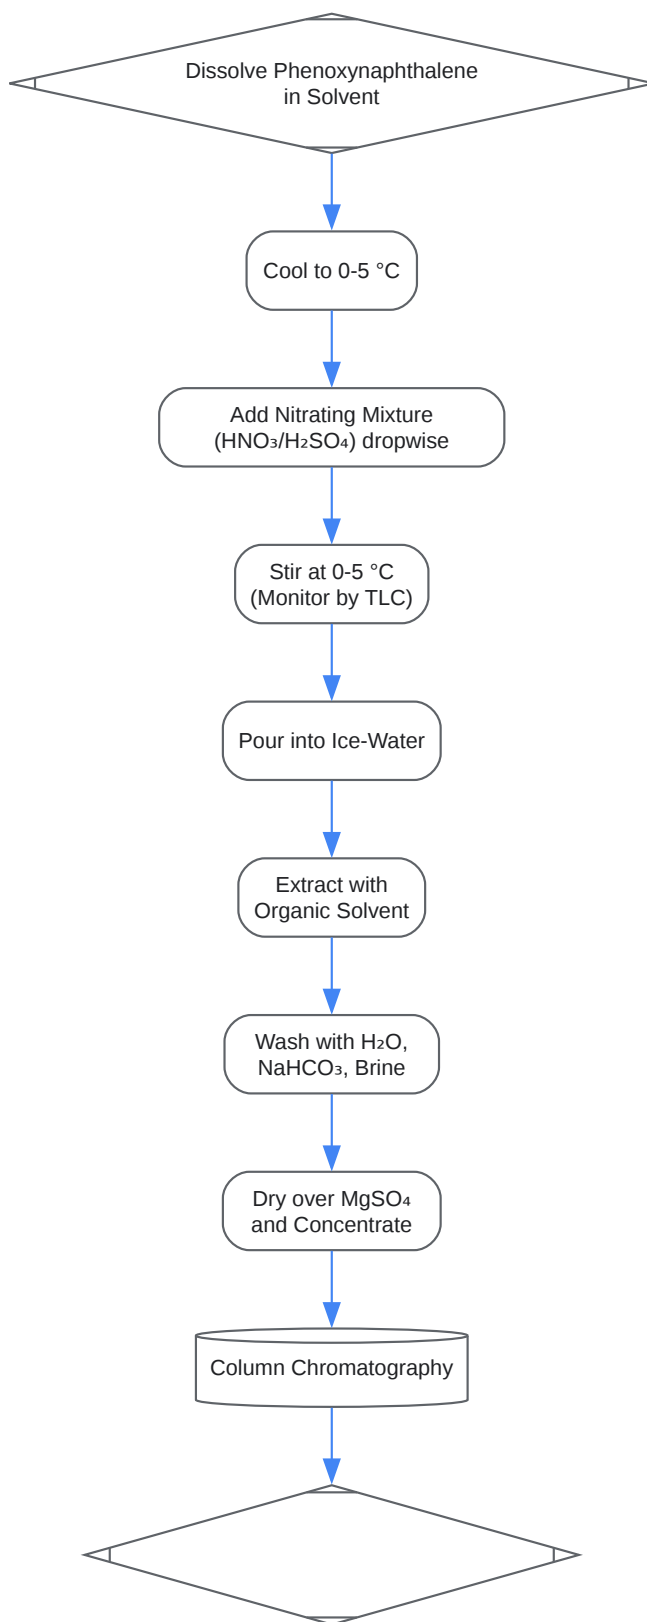 Dissolve Phenoxynaphthalene
in Solvent
Cool to 0-5 °C
Add Nitrating Mixture
(HNO₃/H₂SO₄) dropwise
Stir at 0-5 °C
(Monitor by TLC)
Pour into Ice-Water
Extract with
Organic Solvent
Wash with H₂O,
NaHCO₃, Brine
Dry over MgSO₄
and Concentrate
Column Chromatography